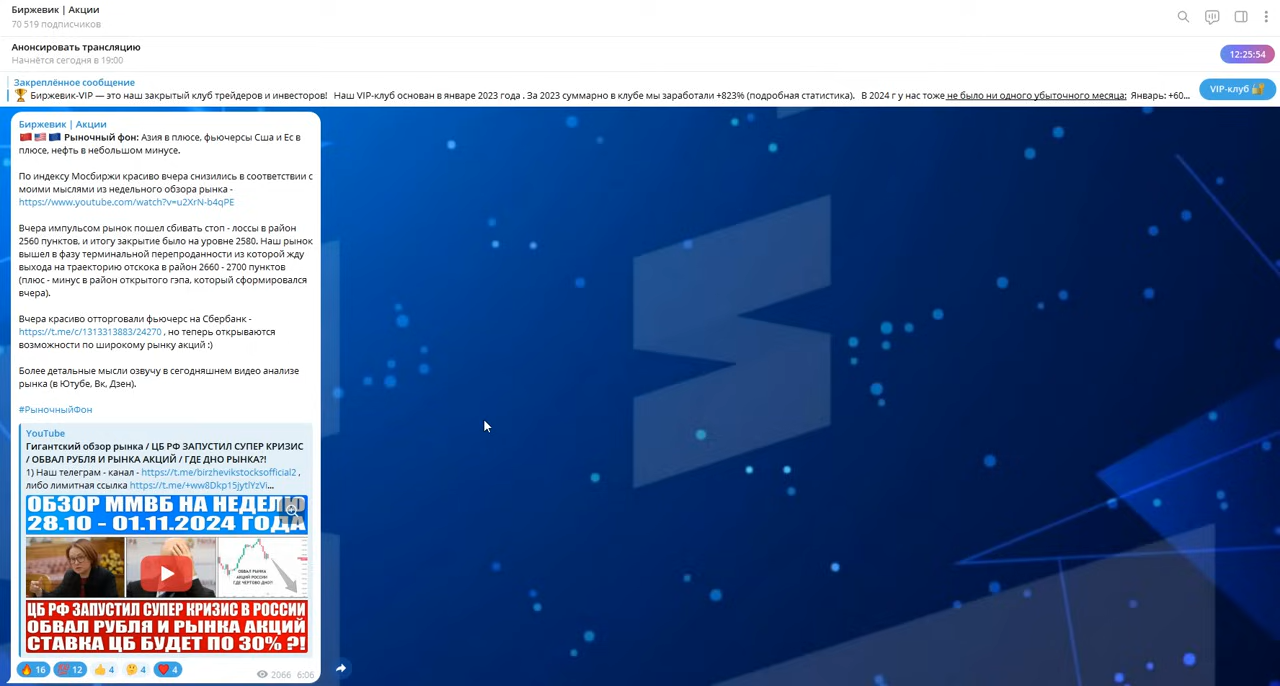 Биржевик | Акции
70 519 подписчиков
Анонсировать трансляцию
Начнётся сегодня в 19:00
12:25:54
Закреплённое сообщение
🏆 Биржевик-VIP — это наш закрытый клуб трейдеров и инвесторов! Наш VIP-клуб основан в январе 2023 года . За 2023 суммарно в клубе мы заработали +823% (подробная статистика). В 2024 г у нас тоже не было ни одного убыточного месяца: Январь: +60...
VIP-клуб 🔐
Биржевик | Акции
🇨🇳 🇺🇸 🇪🇺 Рыночный фон: Азия в плюсе, фьючерсы Сша и Ес в
плюсе, нефть в небольшом минусе.
По индексу Мосбиржи красиво вчера снизились в соответствии с
моими мыслями из недельного обзора рынка -
https://www.youtube.com/watch?v=u2XrN-b4qPE
Вчера импульсом рынок пошел сбивать стоп - лоссы в район
2560 пунктов, и итогу закрытие было на уровне 2580. Наш рынок
вышел в фазу терминальной перепроданности из которой жду
выхода на траекторию отскока в район 2660 - 2700 пунктов
(плюс - минус в район открытого гэпа, который сформировался
вчера).
Вчера красиво отторговали фьючерс на Сбербанк -
https://t.me/c/1313313883/24270 , но теперь открываются
возможности по широкому рынку акций :)
Более детальные мысли озвучу в сегодняшнем видео анализе
рынка (в Ютубе, Вк, Дзен).
#РыночныйФон
YouTube
Гигантский обзор рынка / ЦБ РФ ЗАПУСТИЛ СУПЕР КРИЗИС
/ ОБВАЛ РУБЛЯ И РЫНКА АКЦИЙ / ГДЕ ДНО РЫНКА?!
1) Наш телеграм - канал - https://t.me/birzhevikstocksofficial2 ,
либо лимитная ссылка https://t.me/+ww8Dkp15jytlYzVi...
ОБЗОР ММВБ НА НЕДЕЛЮ
28.10 - 01.11.2024 ГОДА
ОБВАЛ РЫНКА
АКЦИЙ РОССИИ
ГДЕ ЧЕРТОВО ДНО?!
ЦБ РФ ЗАПУСТИЛ СУПЕР КРИЗИС В РОССИИ
ОБВАЛ РУБЛЯ И РЫНКА АКЦИЙ
СТАВКА ЦБ БУДЕТ ПО 30% ?!
🔥 16 💯 12 👍 4 🤔 4 ❤ 4
2066 6:06